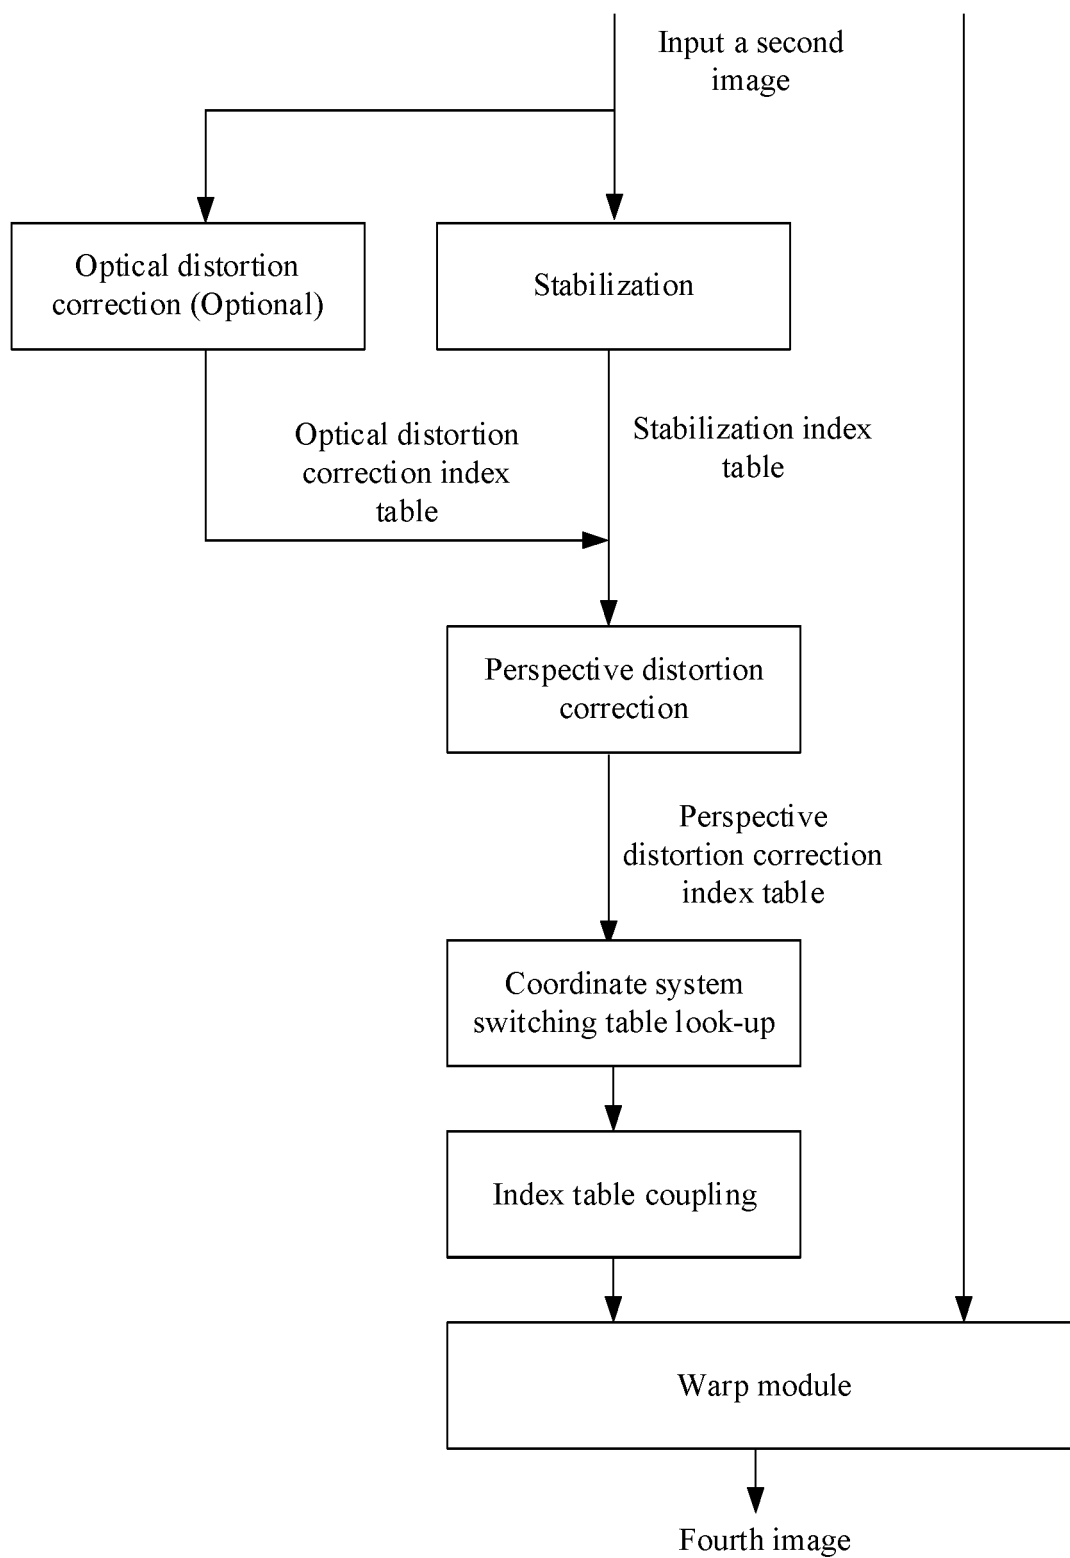 Input a second
image
Optical distortion
correction (Optional)
Stabilization
Optical distortion
correction index
table
Stabilization index
table
Perspective distortion
correction
Perspective
distortion correction
index table
Coordinate system
switching table look-up
Index table coupling
Warp module
Fourth image